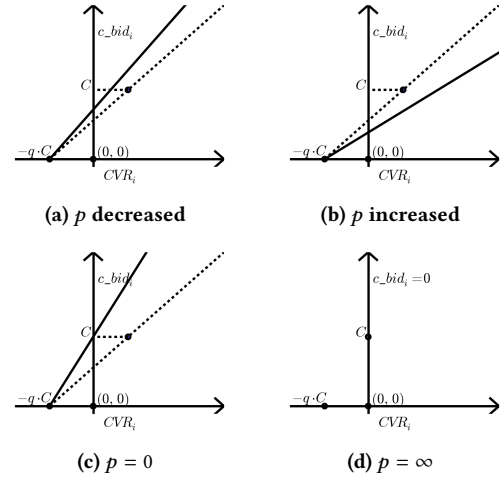 c_bid_i
C
−q·C
(0, 0)
CVR_i
(a) p decreased
c_bid_i
C
−q·C
(0, 0)
CVR_i
(b) p increased
c_bid_i
C
−q·C
(0, 0)
CVR_i
(c) p = 0
c_bid_i=0
C
−q·C
(0, 0)
CVR_i
(d) p = ∞